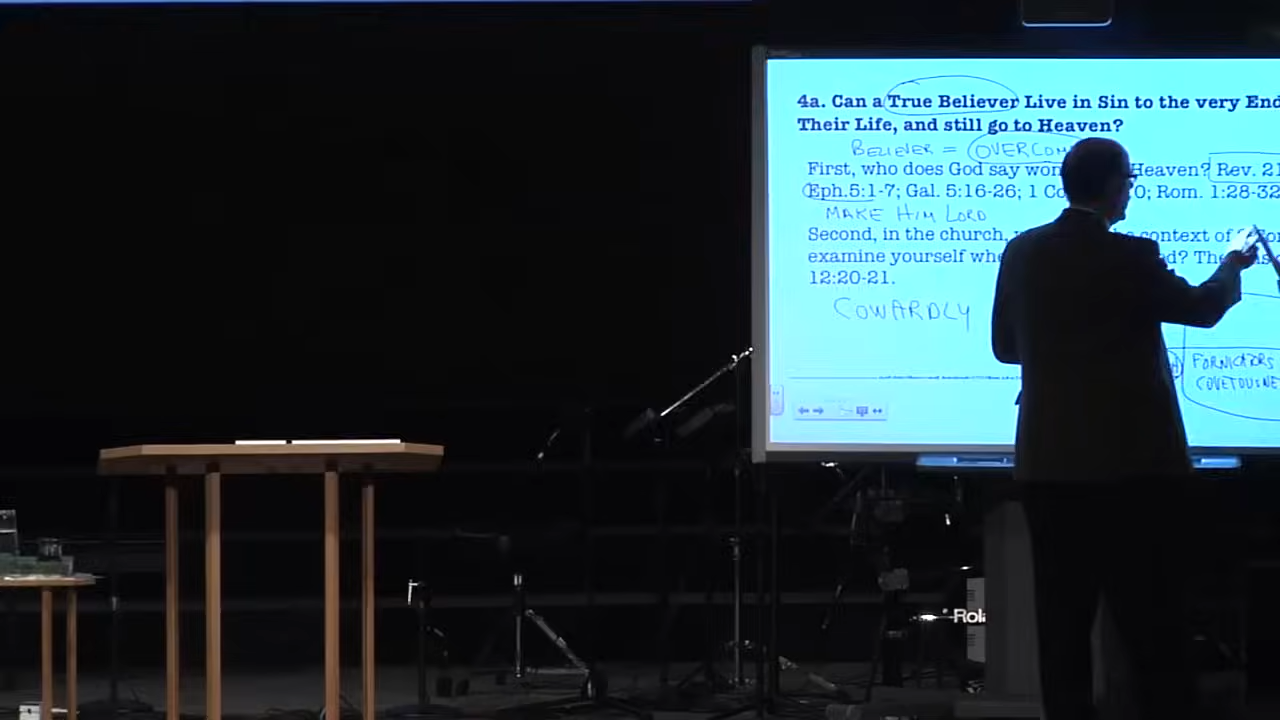 4a. Can a True Believer Live in Sin to the very End
Their Life, and still go to Heaven?
BELIEVER = OVERCOM
First, who does God say won Heaven? Rev. 21
Eph.5:1-7; Gal. 5:16-26; 1 Co 0; Rom. 1:28-32
MAKE HIM LORD
Second, in the church, context of
examine yourself whe
12:20-21.
COWARDLY
FORNICATORS
COVETOUSNE
Rol